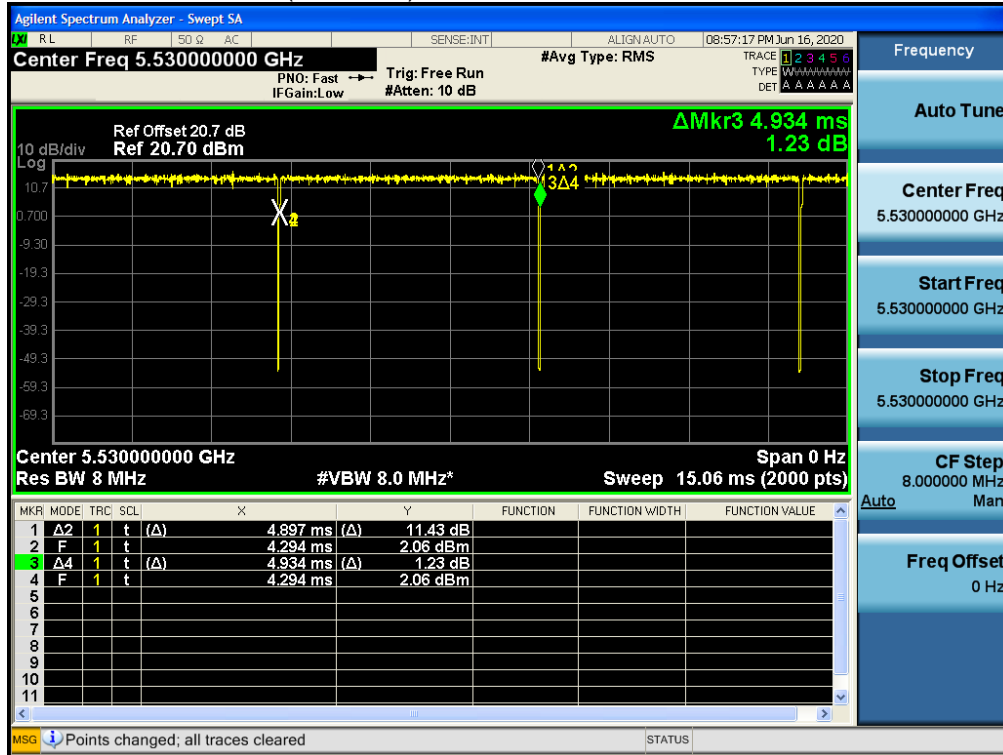 Agilent Spectrum Analyzer - Swept SA
LXI RL RF 50 Ω AC SENSE:INT ALIGN AUTO 08:57:17 PM Jun 16, 2020
Center Freq 5.530000000 GHz #Avg Type: RMS TRACE 1 2 3 4 5 6
PNO: Fast Trig: Free Run TYPE W
IFGain:Low #Atten: 10 dB DET A A A A A A
ΔMkr3 4.934 ms
1.23 dB
Ref Offset 20.7 dB
10 dB/div Ref 20.70 dBm
Log
10.7
0.700
-9.30
-19.3
-29.3
-39.3
-49.3
-59.3
-69.3
1Δ2
3Δ4
Center 5.530000000 GHz Span 0 Hz
Res BW 8 MHz #VBW 8.0 MHz* Sweep 15.06 ms (2000 pts)
MKR MODE TRC SCL X Y FUNCTION FUNCTION WIDTH FUNCTION VALUE
1 Δ2 1 t (Δ) 4.897 ms (Δ) 11.43 dB
2 F 1 t 4.294 ms 2.06 dBm
3 Δ4 1 t (Δ) 4.934 ms (Δ) 1.23 dB
4 F 1 t 4.294 ms 2.06 dBm
5
6
7
8
9
10
11
MSG Points changed; all traces cleared STATUS
Frequency
Auto Tune
Center Freq
5.530000000 GHz
Start Freq
5.530000000 GHz
Stop Freq
5.530000000 GHz
CF Step
8.000000 MHz
Auto Man
Freq Offset
0 Hz